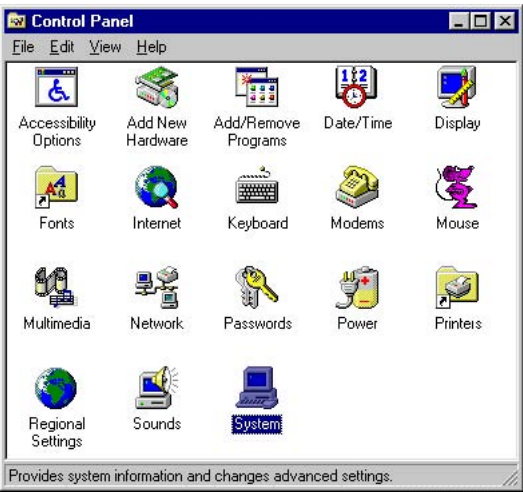 Control Panel
File Edit View Help
Accessibility Options
Add New Hardware
Add/Remove Programs
Date/Time
Display
Fonts
Internet
Keyboard
Modems
Mouse
Multimedia
Network
Passwords
Power
Printers
Regional Settings
Sounds
System
Provides system information and changes advanced settings.